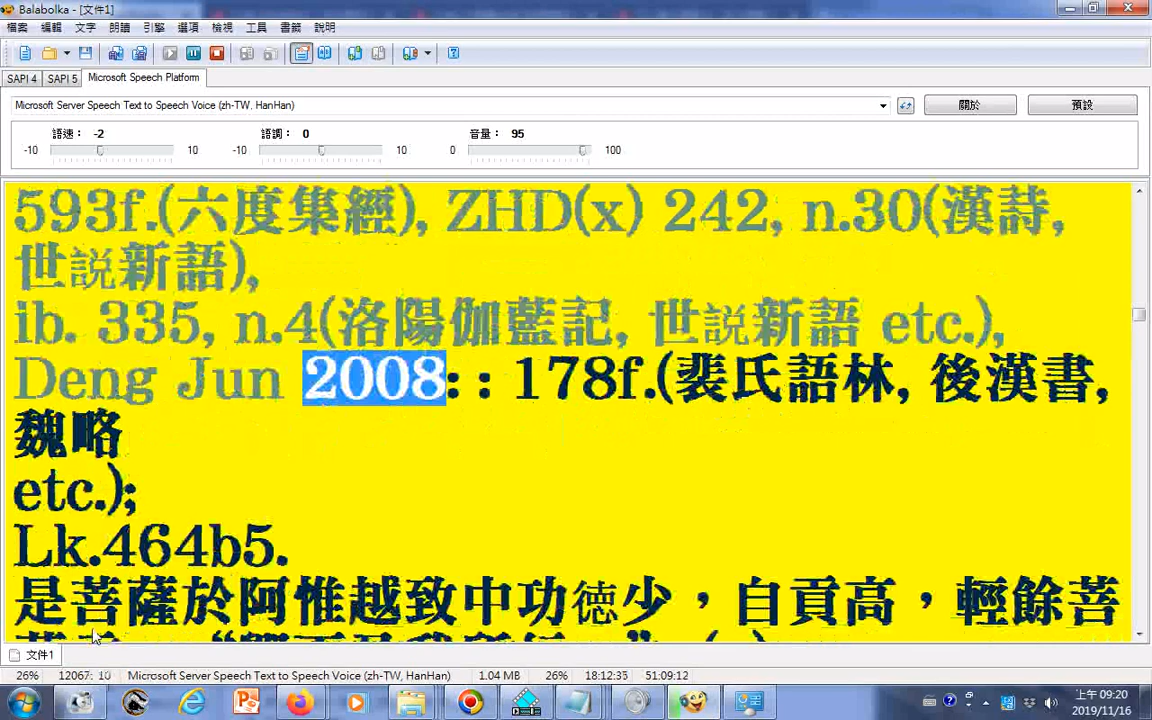 Balabolka - [文件1]
檔案 編輯 文字 朗讀 引擎 選項 檢視 工具 書籤 說明
SAPI 4 SAPI 5 Microsoft Speech Platform
Microsoft Server Speech Text to Speech Voice (zh-TW, HanHan) 關於 預設
語速： -2 語調： 0 音量： 95
-10 10 -10 10 0 100
593f.(六度集經), ZHD(x) 242, n.30(漢詩,
世説新語),
ib. 335, n.4(洛陽伽藍記, 世説新語 etc.),
Deng Jun 2008: : 178f.(裴氏語林, 後漢書,
魏略
etc.);
Lk.464b5.
是菩薩於阿惟越致中功徳少，自貢高，輕餘菩
文件1
26% 12067: 10 Microsoft Server Speech Text to Speech Voice (zh-TW, HanHan) 1.04 MB 26% 18:12:35 51:09:12
上午 09:20
2019/11/16